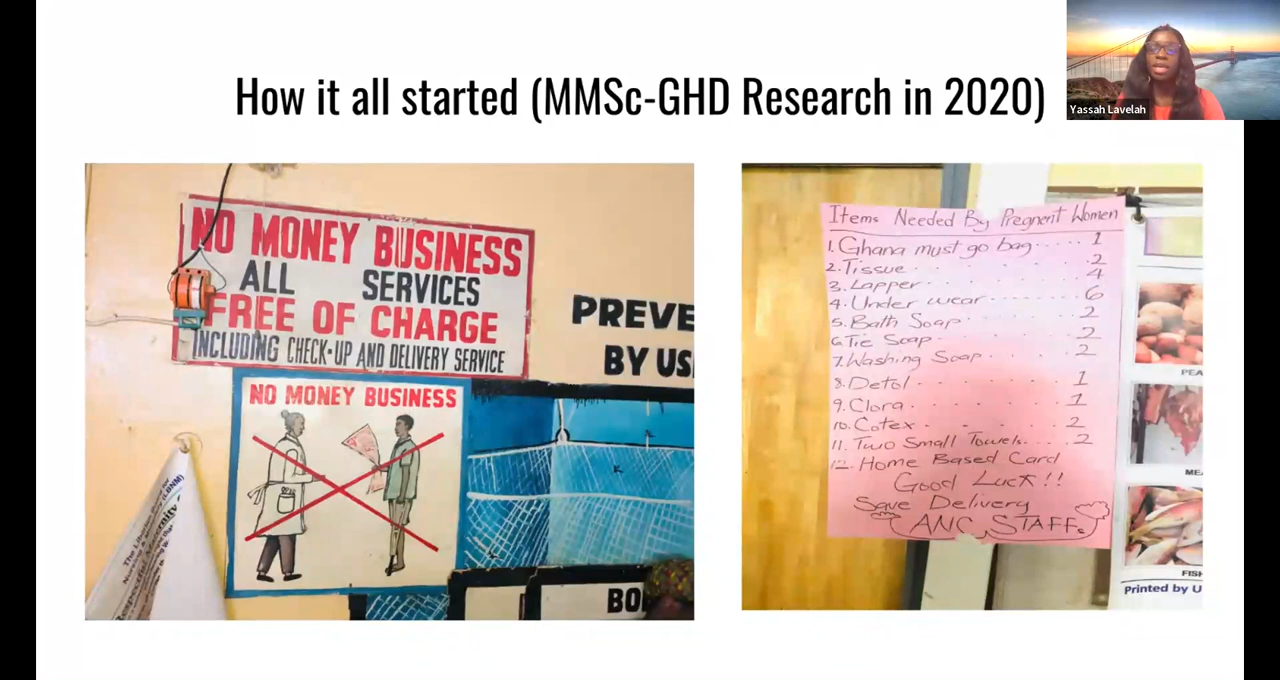 How it all started (MMSc-GHD Research in 2020)
Yassah Lavelah
NO MONEY BUSINESS
ALL SERVICES
FREE OF CHARGE
INCLUDING CHECK-UP AND DELIVERY SERVICE
NO MONEY BUSINESS
PREVE
BY US
BO
Items Needed By Pregnent Women
1. Ghana must go bag ..... 1
2. Tissue ..... 2
3. Lapper ..... 4
4. Under wear ..... 6
5. Bath Soap ..... 2
6. Tie Soap ..... 2
7. Washing Soap ..... 2
8. Detol ..... 1
9. Clora ..... 1
10. Cotex ..... 2
11. Two Small Towels ..... 2
12. Home Based Card
Good Luck!!
Save Delivery
ANC STAFFs
PEA
ME
FISH
Printed by U